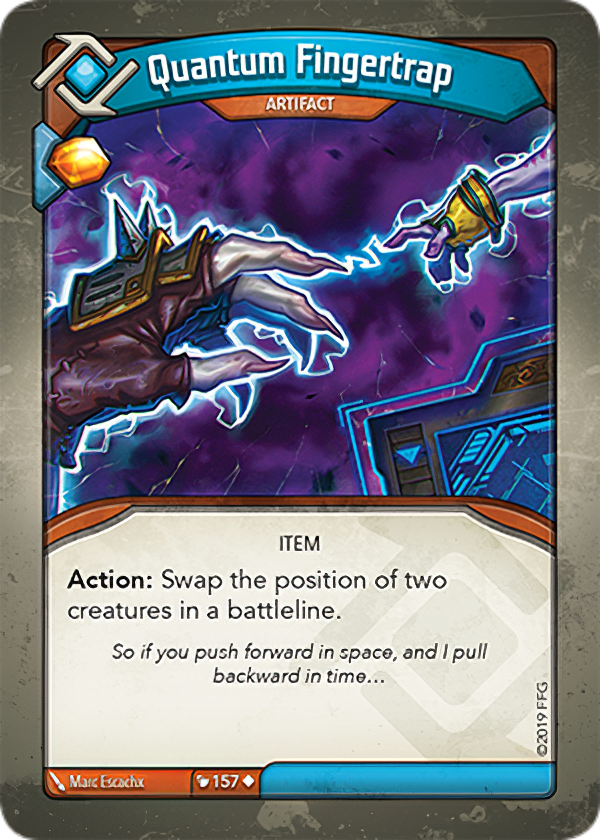 Quantum Fingertrap
ARTIFACT
ITEM
Action: Swap the position of two
creatures in a battleline.
So if you push forward in space, and I pull
backward in time…
©2019 FFG
Marc Escachx
157